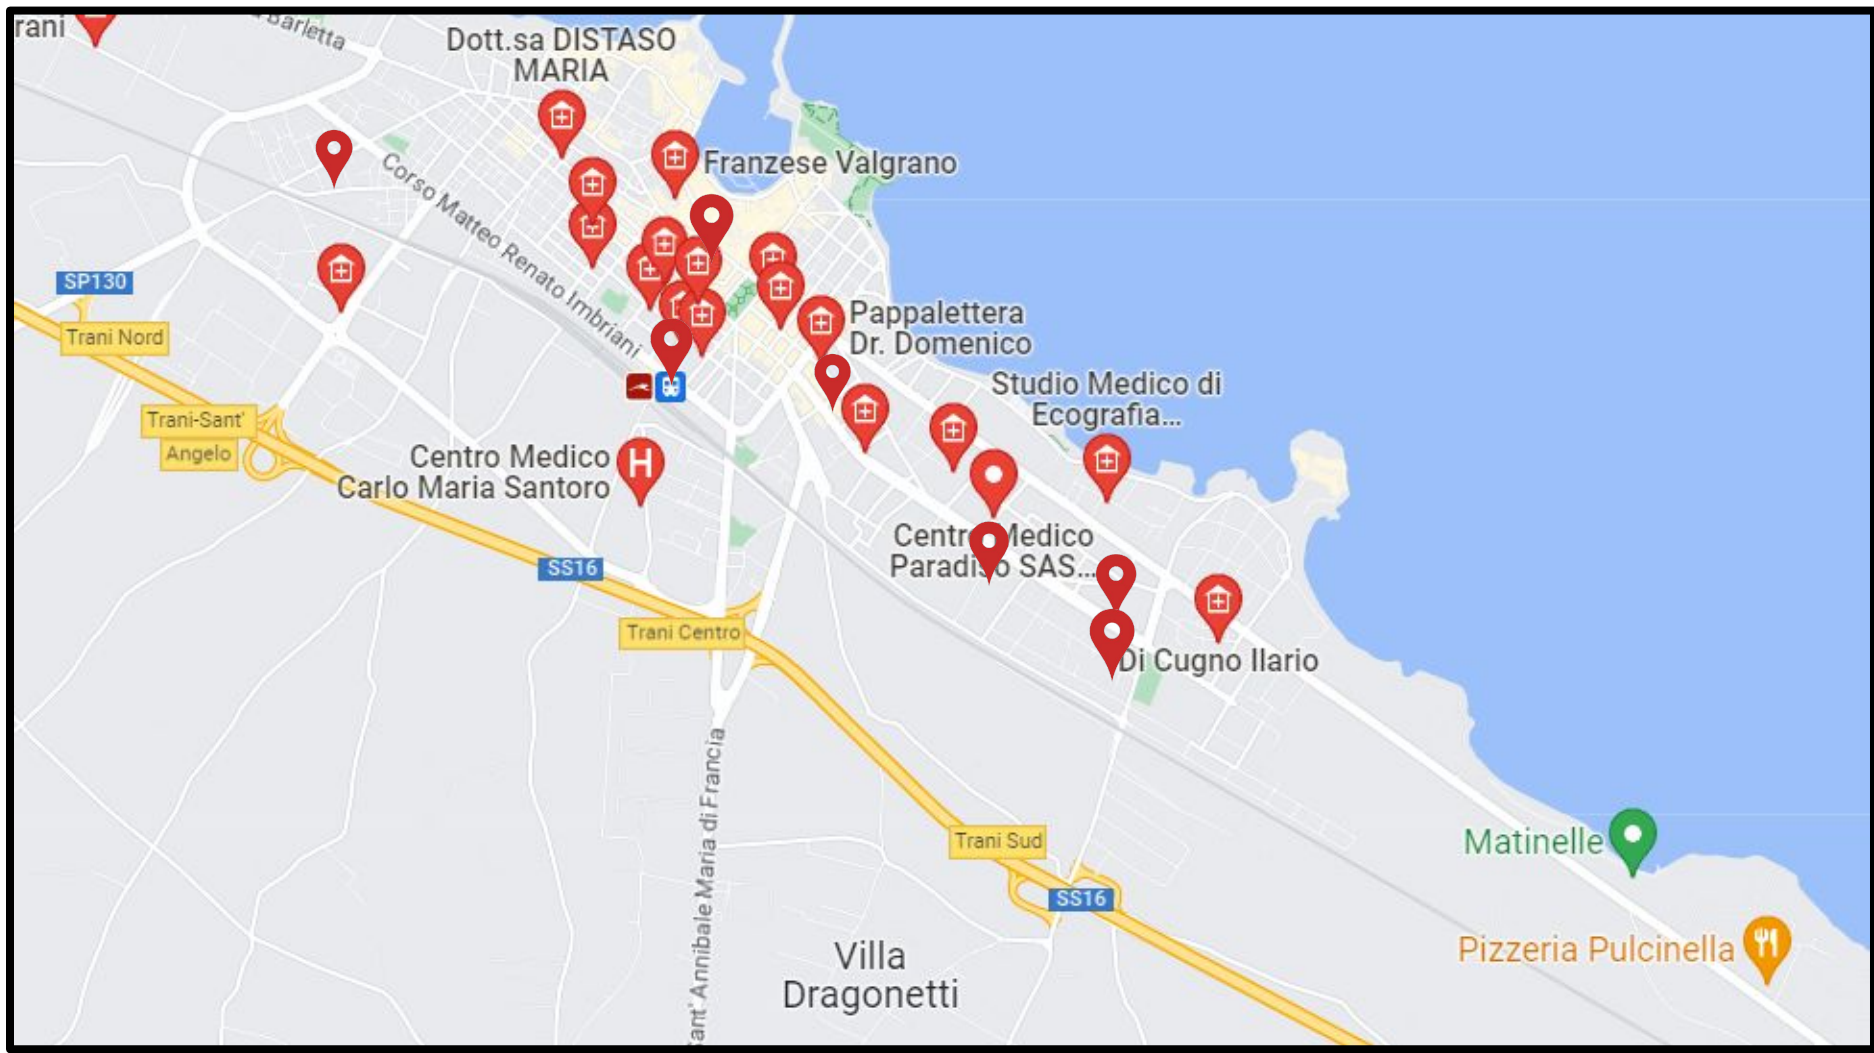 rani
Barletta
Dott.sa DISTASO
MARIA
Franzese Valgrano
Corso Matteo Renato Imbriani
SP130
Trani Nord
Pappalettera
Dr. Domenico
Studio Medico di
Ecografia...
Trani-Sant'
Angelo
Centro Medico
Carlo Maria Santoro
H
Centro Medico
Paradiso SAS...
SS16
Trani Centro
Di Cugno Ilario
Sant' Annibale Maria di Francia
Trani Sud
Matinelle
SS16
Pizzeria Pulcinella
Villa
Dragonetti